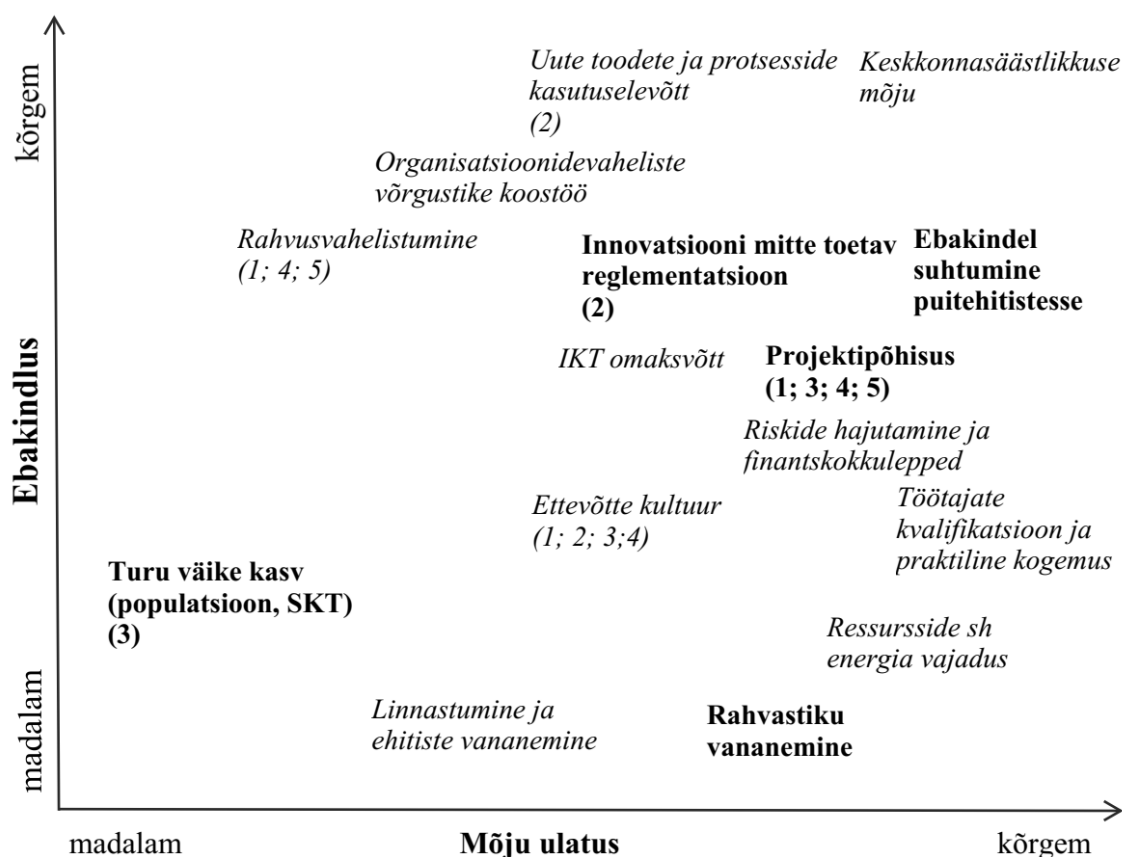 kõrgem
Ebakindlus
madalam
Uute toodete ja protsesside
kasutuselevõtt
(2)
Keskkonnasäästlikkuse
mõju
Organisatsioonidevaheliste
võrgustike koostöö
Rahvusvahelistumine
(1; 4; 5)
Innovatsiooni mitte toetav
reglementatsioon
(2)
Ebakindel
suhtumine
puitehitistesse
IKT omaksvõtt
Projektipõhisus
(1; 3; 4; 5)
Riskide hajutamine ja
finantskokkulepped
Ettevõtte kultuur
(1; 2; 3;4)
Töötajate
kvalifikatsioon ja
praktiline kogemus
Turu väike kasv
(populatsioon, SKT)
(3)
Ressursside sh
energia vajadus
Linnastumine ja
ehitiste vananemine
Rahvastiku
vananemine
madalam
Mõju ulatus
kõrgem